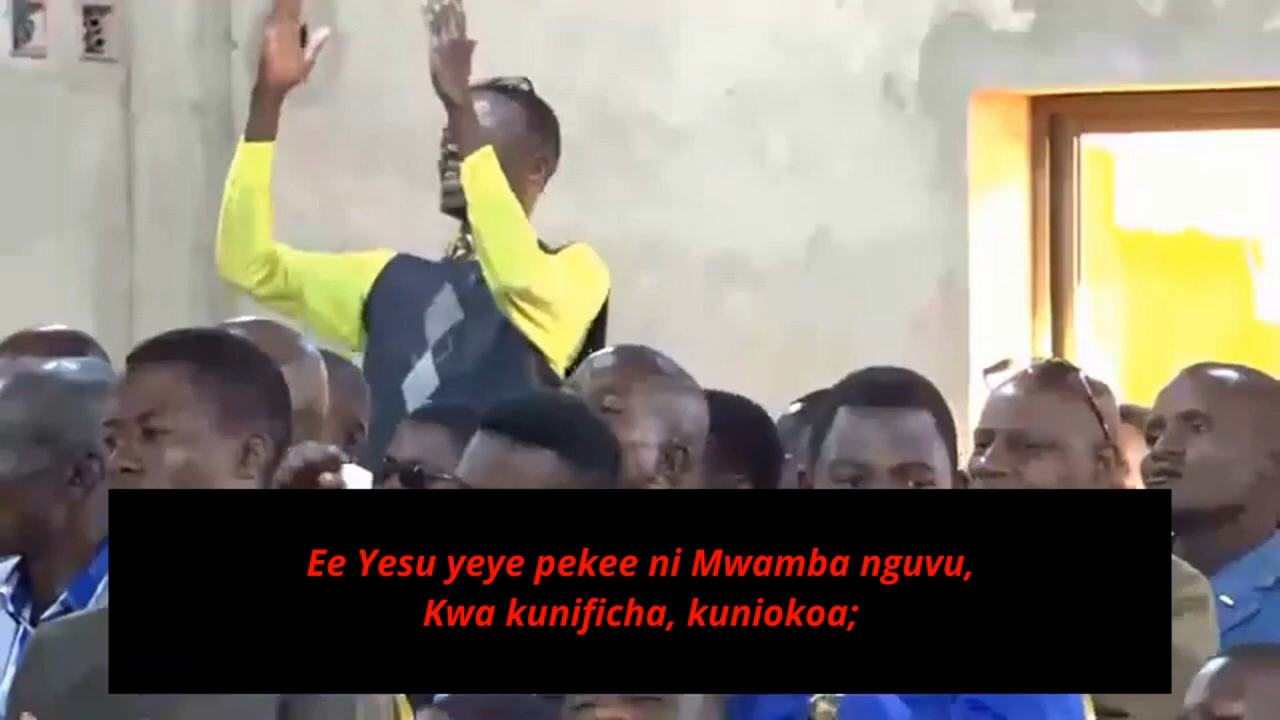 Ee Yesu yeye pekee ni Mwamba nguvu,
Kwa kunificha, kuniokoa;